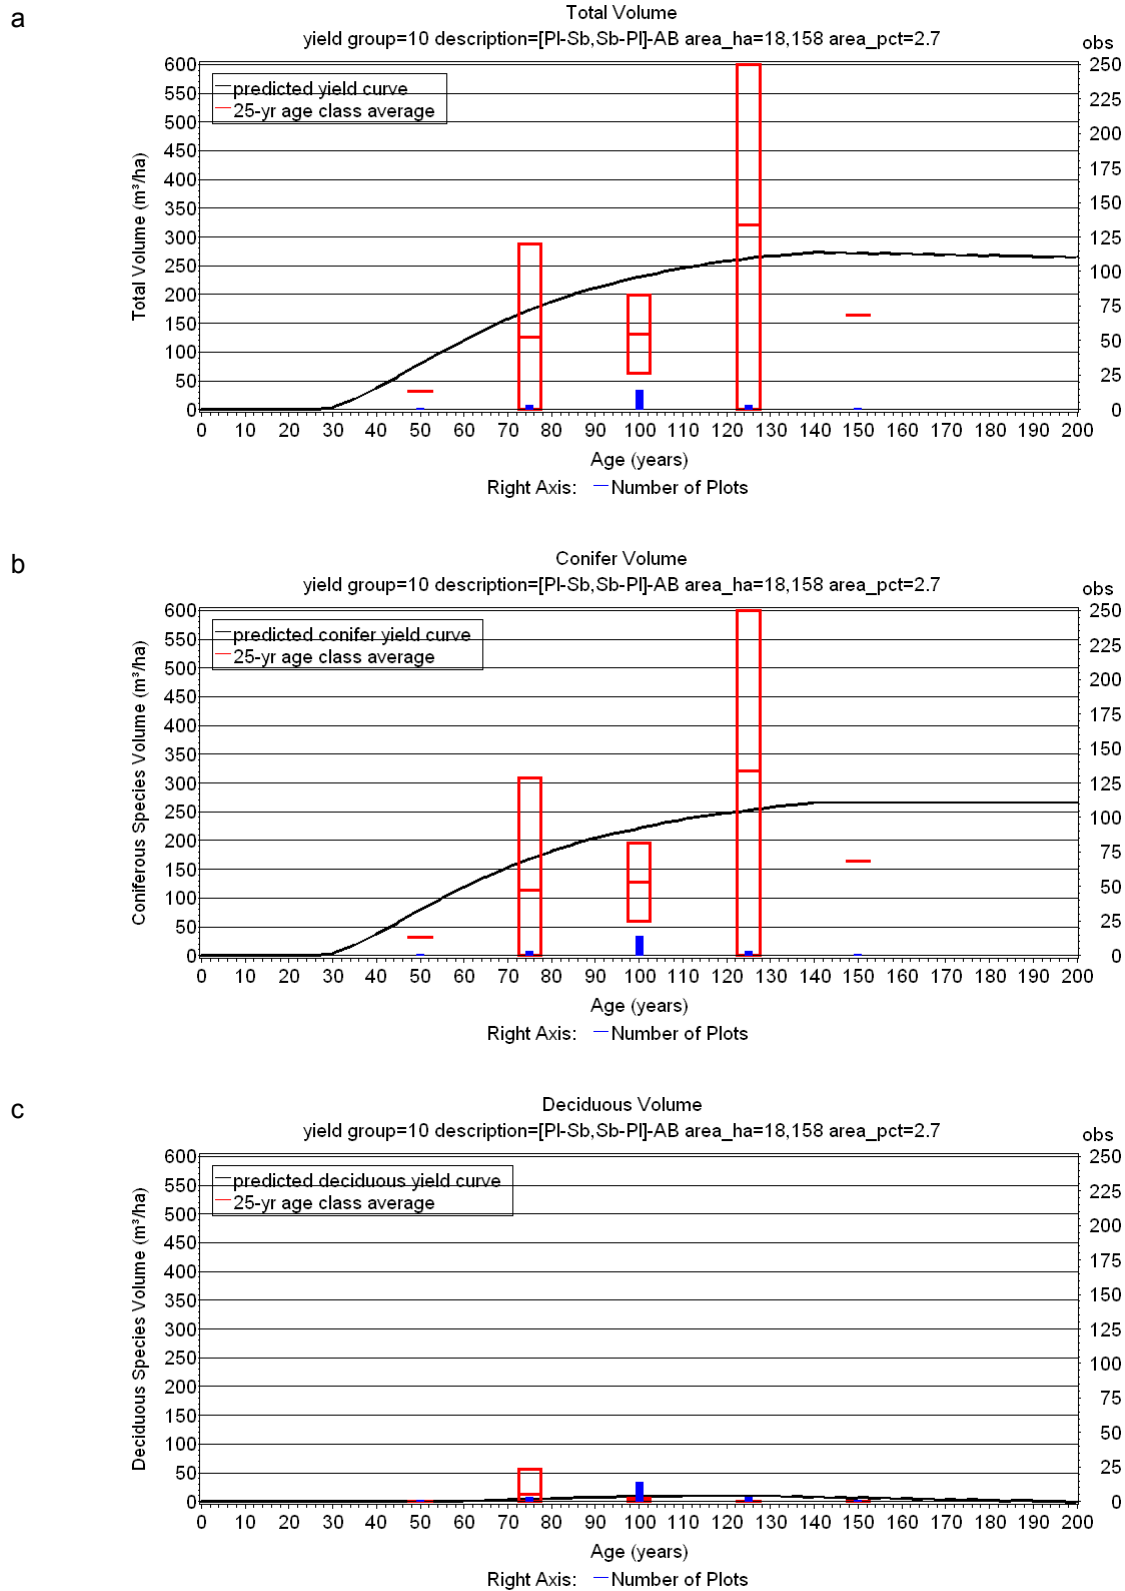 a
Total Volume
yield group=10 description=[Pl-Sb,Sb-Pl]-AB area_ha=18,158 area_pct=2.7
obs
predicted yield curve
25-yr age class average
Total Volume (m³/ha)
600 550 500 450 400 350 300 250 200 150 100 50 0
250 225 200 175 150 125 100 75 50 25 0
0 10 20 30 40 50 60 70 80 90 100 110 120 130 140 150 160 170 180 190 200
Age (years)
Right Axis: Number of Plots
b
Conifer Volume
yield group=10 description=[Pl-Sb,Sb-Pl]-AB area_ha=18,158 area_pct=2.7
obs
predicted conifer yield curve
25-yr age class average
Coniferous Species Volume (m³/ha)
600 550 500 450 400 350 300 250 200 150 100 50 0
250 225 200 175 150 125 100 75 50 25 0
0 10 20 30 40 50 60 70 80 90 100 110 120 130 140 150 160 170 180 190 200
Age (years)
Right Axis: Number of Plots
c
Deciduous Volume
yield group=10 description=[Pl-Sb,Sb-Pl]-AB area_ha=18,158 area_pct=2.7
obs
predicted deciduous yield curve
25-yr age class average
Deciduous Species Volume (m³/ha)
600 550 500 450 400 350 300 250 200 150 100 50 0
250 225 200 175 150 125 100 75 50 25 0
0 10 20 30 40 50 60 70 80 90 100 110 120 130 140 150 160 170 180 190 200
Age (years)
Right Axis: Number of Plots